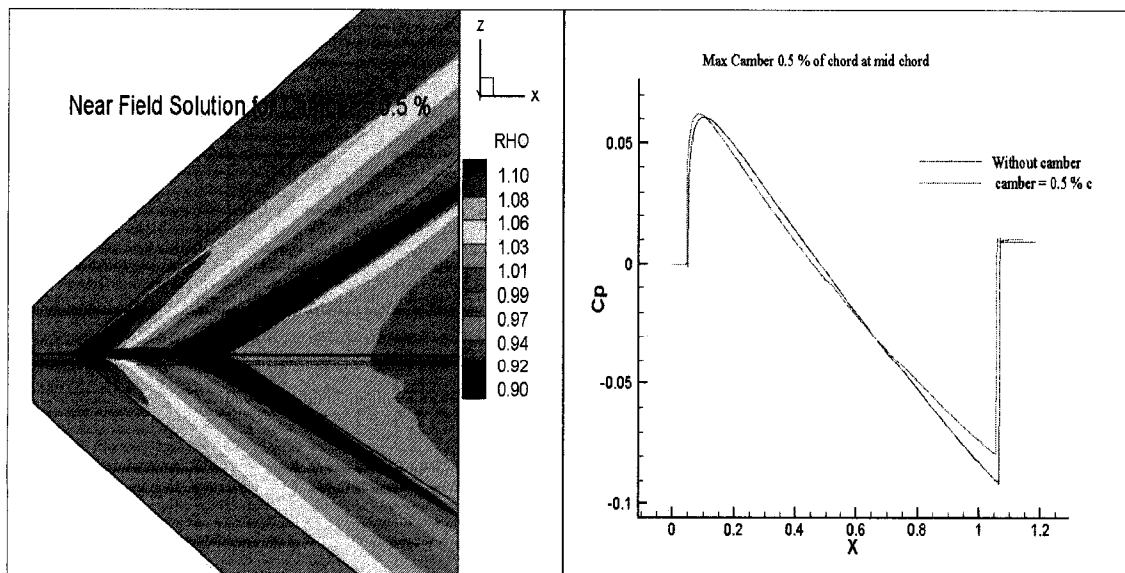 Near Field Solution for Camber = 0.5 %
Z
Y
X
RHO
1.10
1.08
1.06
1.03
1.01
0.99
0.97
0.94
0.92
0.90
Max Camber 0.5 % of chord at mid chord
Without camber
camber = 0.5 % c
Cp
0.05
0
-0.05
-0.1
0
0.2
0.4
0.6
0.8
1
1.2
X